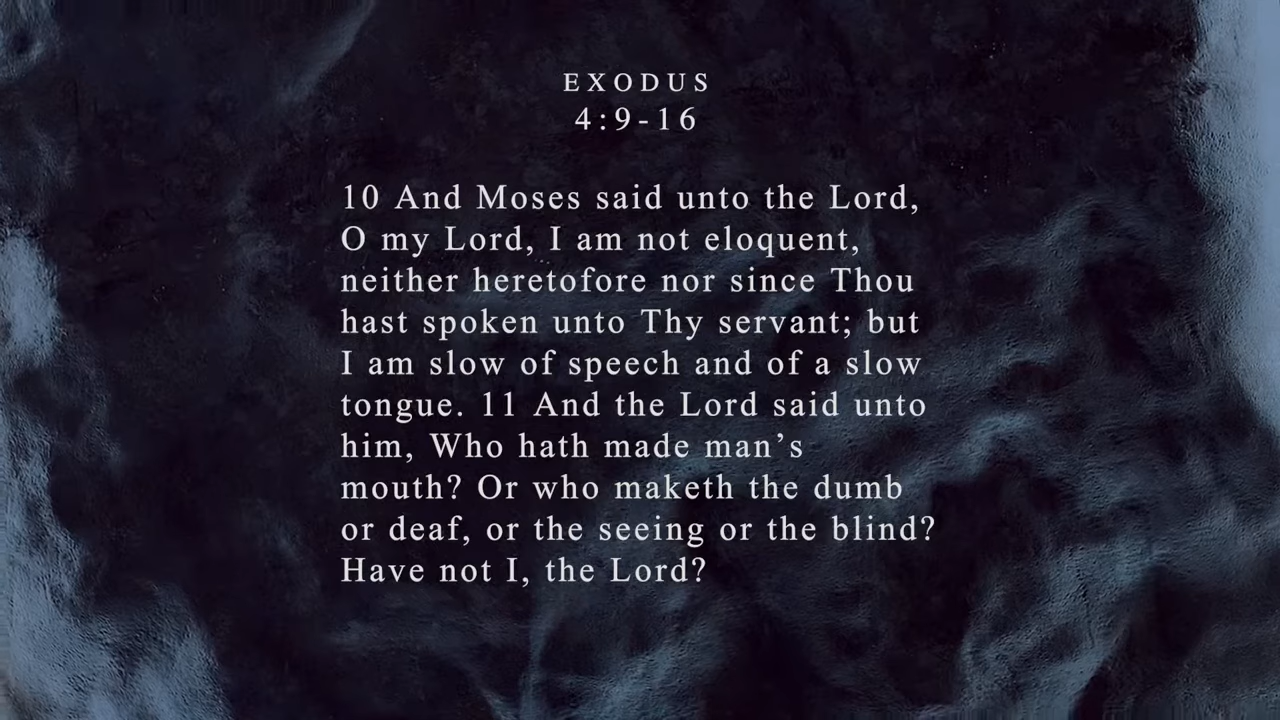 EXODUS
4:9-16
10 And Moses said unto the Lord,
O my Lord, I am not eloquent,
neither heretofore nor since Thou
hast spoken unto Thy servant; but
I am slow of speech and of a slow
tongue. 11 And the Lord said unto
him, Who hath made man’s
mouth? Or who maketh the dumb
or deaf, or the seeing or the blind?
Have not I, the Lord?